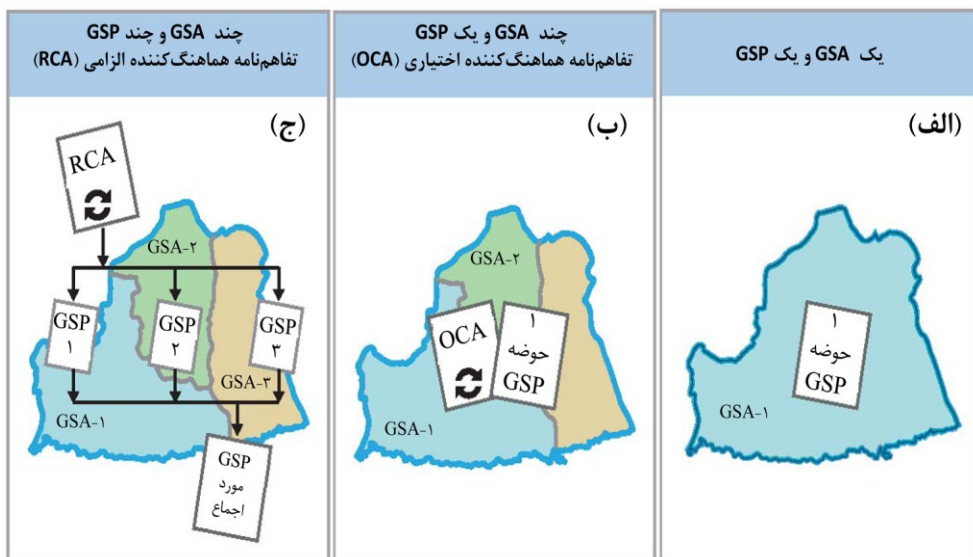 یک GSA و یک GSP
(الف)
۱
حوضه
GSP
GSA-۱
چند GSA و یک GSP
تفاهم‌نامه هماهنگ‌کننده اختیاری (OCA)
(ب)
GSA-۲
OCA
۱
حوضه
GSP
GSA-۱
چند GSA و چند GSP
تفاهم‌نامه هماهنگ‌کننده الزامی (RCA)
(ج)
RCA
GSA-۲
GSP
۱
GSP
۲
GSP
۳
GSA-۳
GSA-۱
GSP
مورد
اجماع